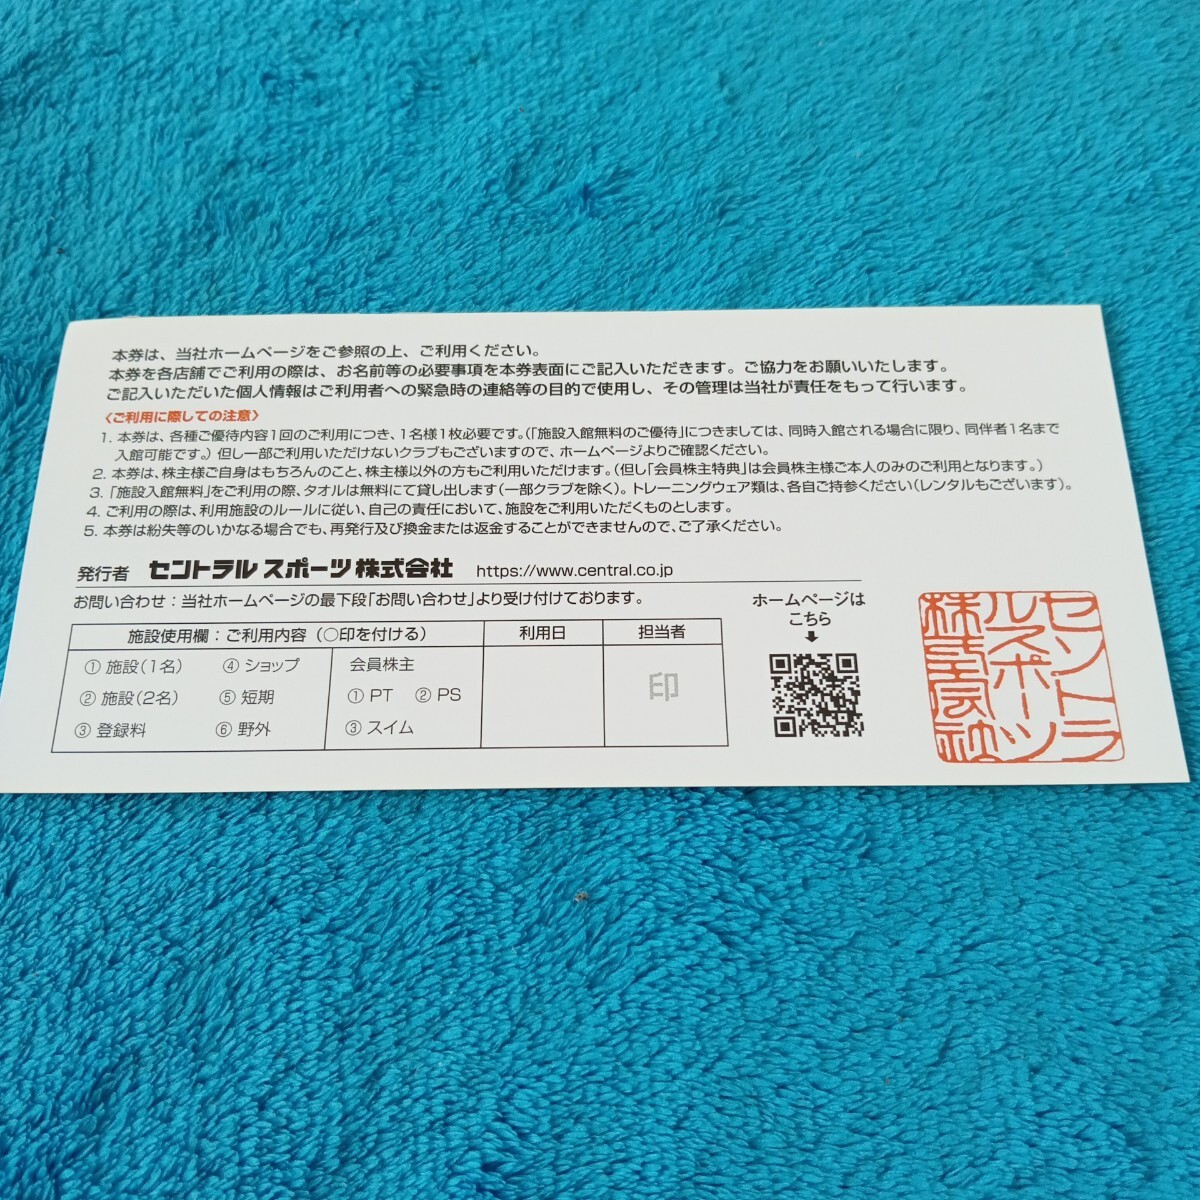 本券は、当社ホームページをご参照の上、ご利用ください。
本券を各店舗でご利用の際は、お名前等の必要事項を本券表面にご記入いただきます。ご協力をお願いいたします。
ご記入いただいた個人情報はご利用者への緊急時の連絡等の目的で使用し、その管理は当社が責任をもって行います。
〈ご利用に際しての注意〉
1. 本券は、各種ご優待内容1回のご利用につき、1名様1枚必要です。(「施設入館無料のご優待」につきましては、同時入館される場合に限り、同伴者1名まで
入館可能です。) 但し一部ご利用いただけないクラブもございますので、ホームページよりご確認ください。
2. 本券は、株主様ご自身はもちろんのこと、株主様以外の方もご利用いただけます。(但し「会員株主特典」は会員株主様ご本人のみのご利用となります。)
3. 「施設入館無料」をご利用の際、タオルは無料にて貸し出します(一部クラブを除く)。トレーニングウェア類は、各自ご持参ください(レンタルもございます)。
4. ご利用の際は、利用施設のルールに従い、自己の責任において、施設をご利用いただくものとします。
5. 本券は紛失等のいかなる場合でも、再発行及び換金または返金することができませんので、ご了承ください。
発行者 セントラルスポーツ株式会社 https://www.central.co.jp
お問い合わせ：当社ホームページの最下段「お問い合わせ」より受け付けております。
施設使用欄：ご利用内容（○印を付ける） 利用日 担当者
① 施設(1名) ④ ショップ 会員株主
② 施設(2名) ⑤ 短期 ① PT ② PS 印
③ 登録料 ⑥ 野外 ③ スイム
ホームページは
こちら
セントラ
ルスポーツ
株式会社